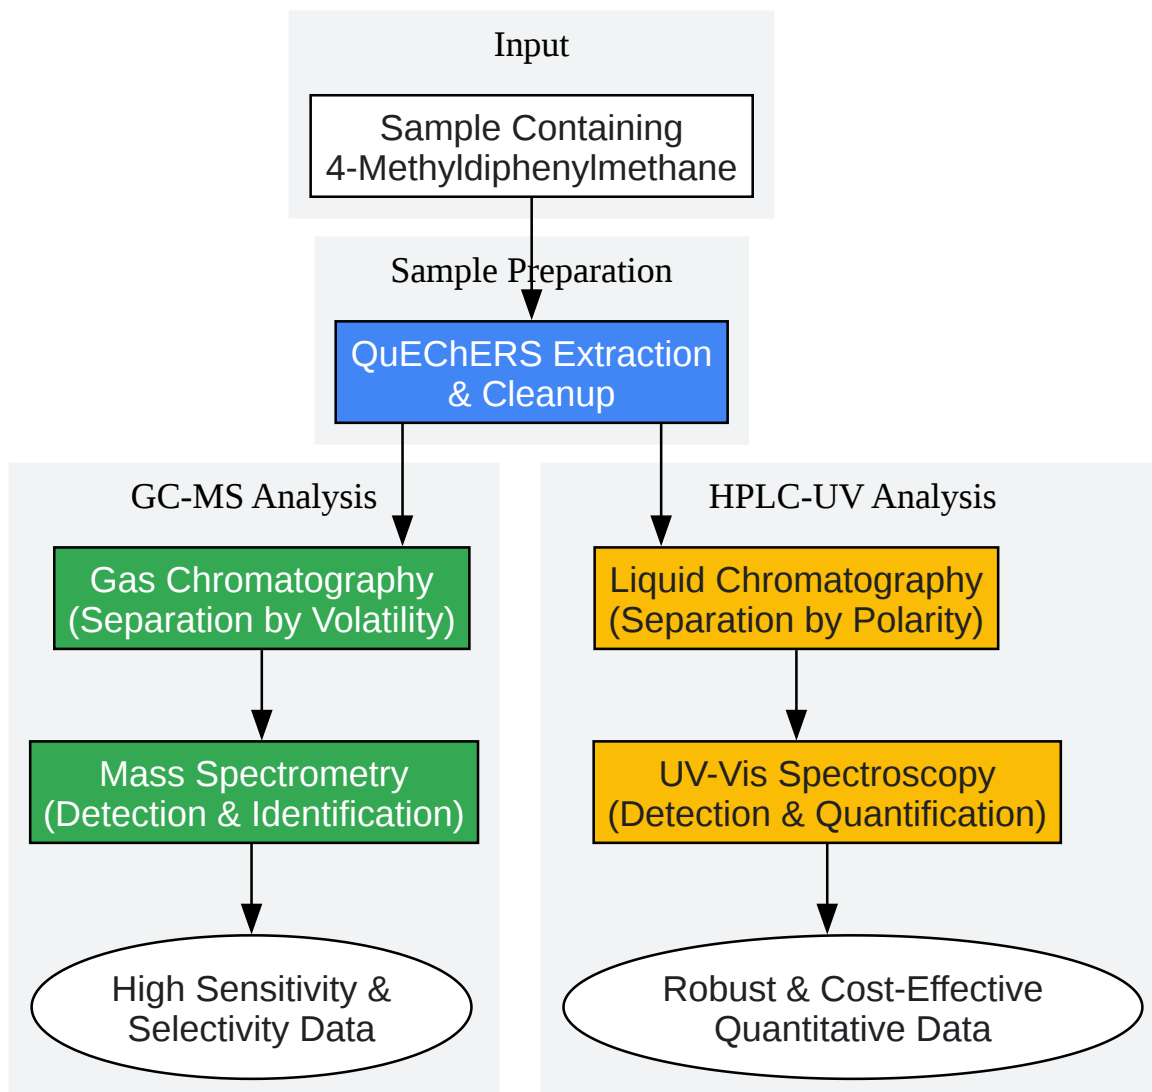 Input
Sample Containing
4-Methyldiphenylmethane
Sample Preparation
QuEChERS Extraction
& Cleanup
GC-MS Analysis
Gas Chromatography
(Separation by Volatility)
Mass Spectrometry
(Detection & Identification)
High Sensitivity &
Selectivity Data
HPLC-UV Analysis
Liquid Chromatography
(Separation by Polarity)
UV-Vis Spectroscopy
(Detection & Quantification)
Robust & Cost-Effective
Quantitative Data